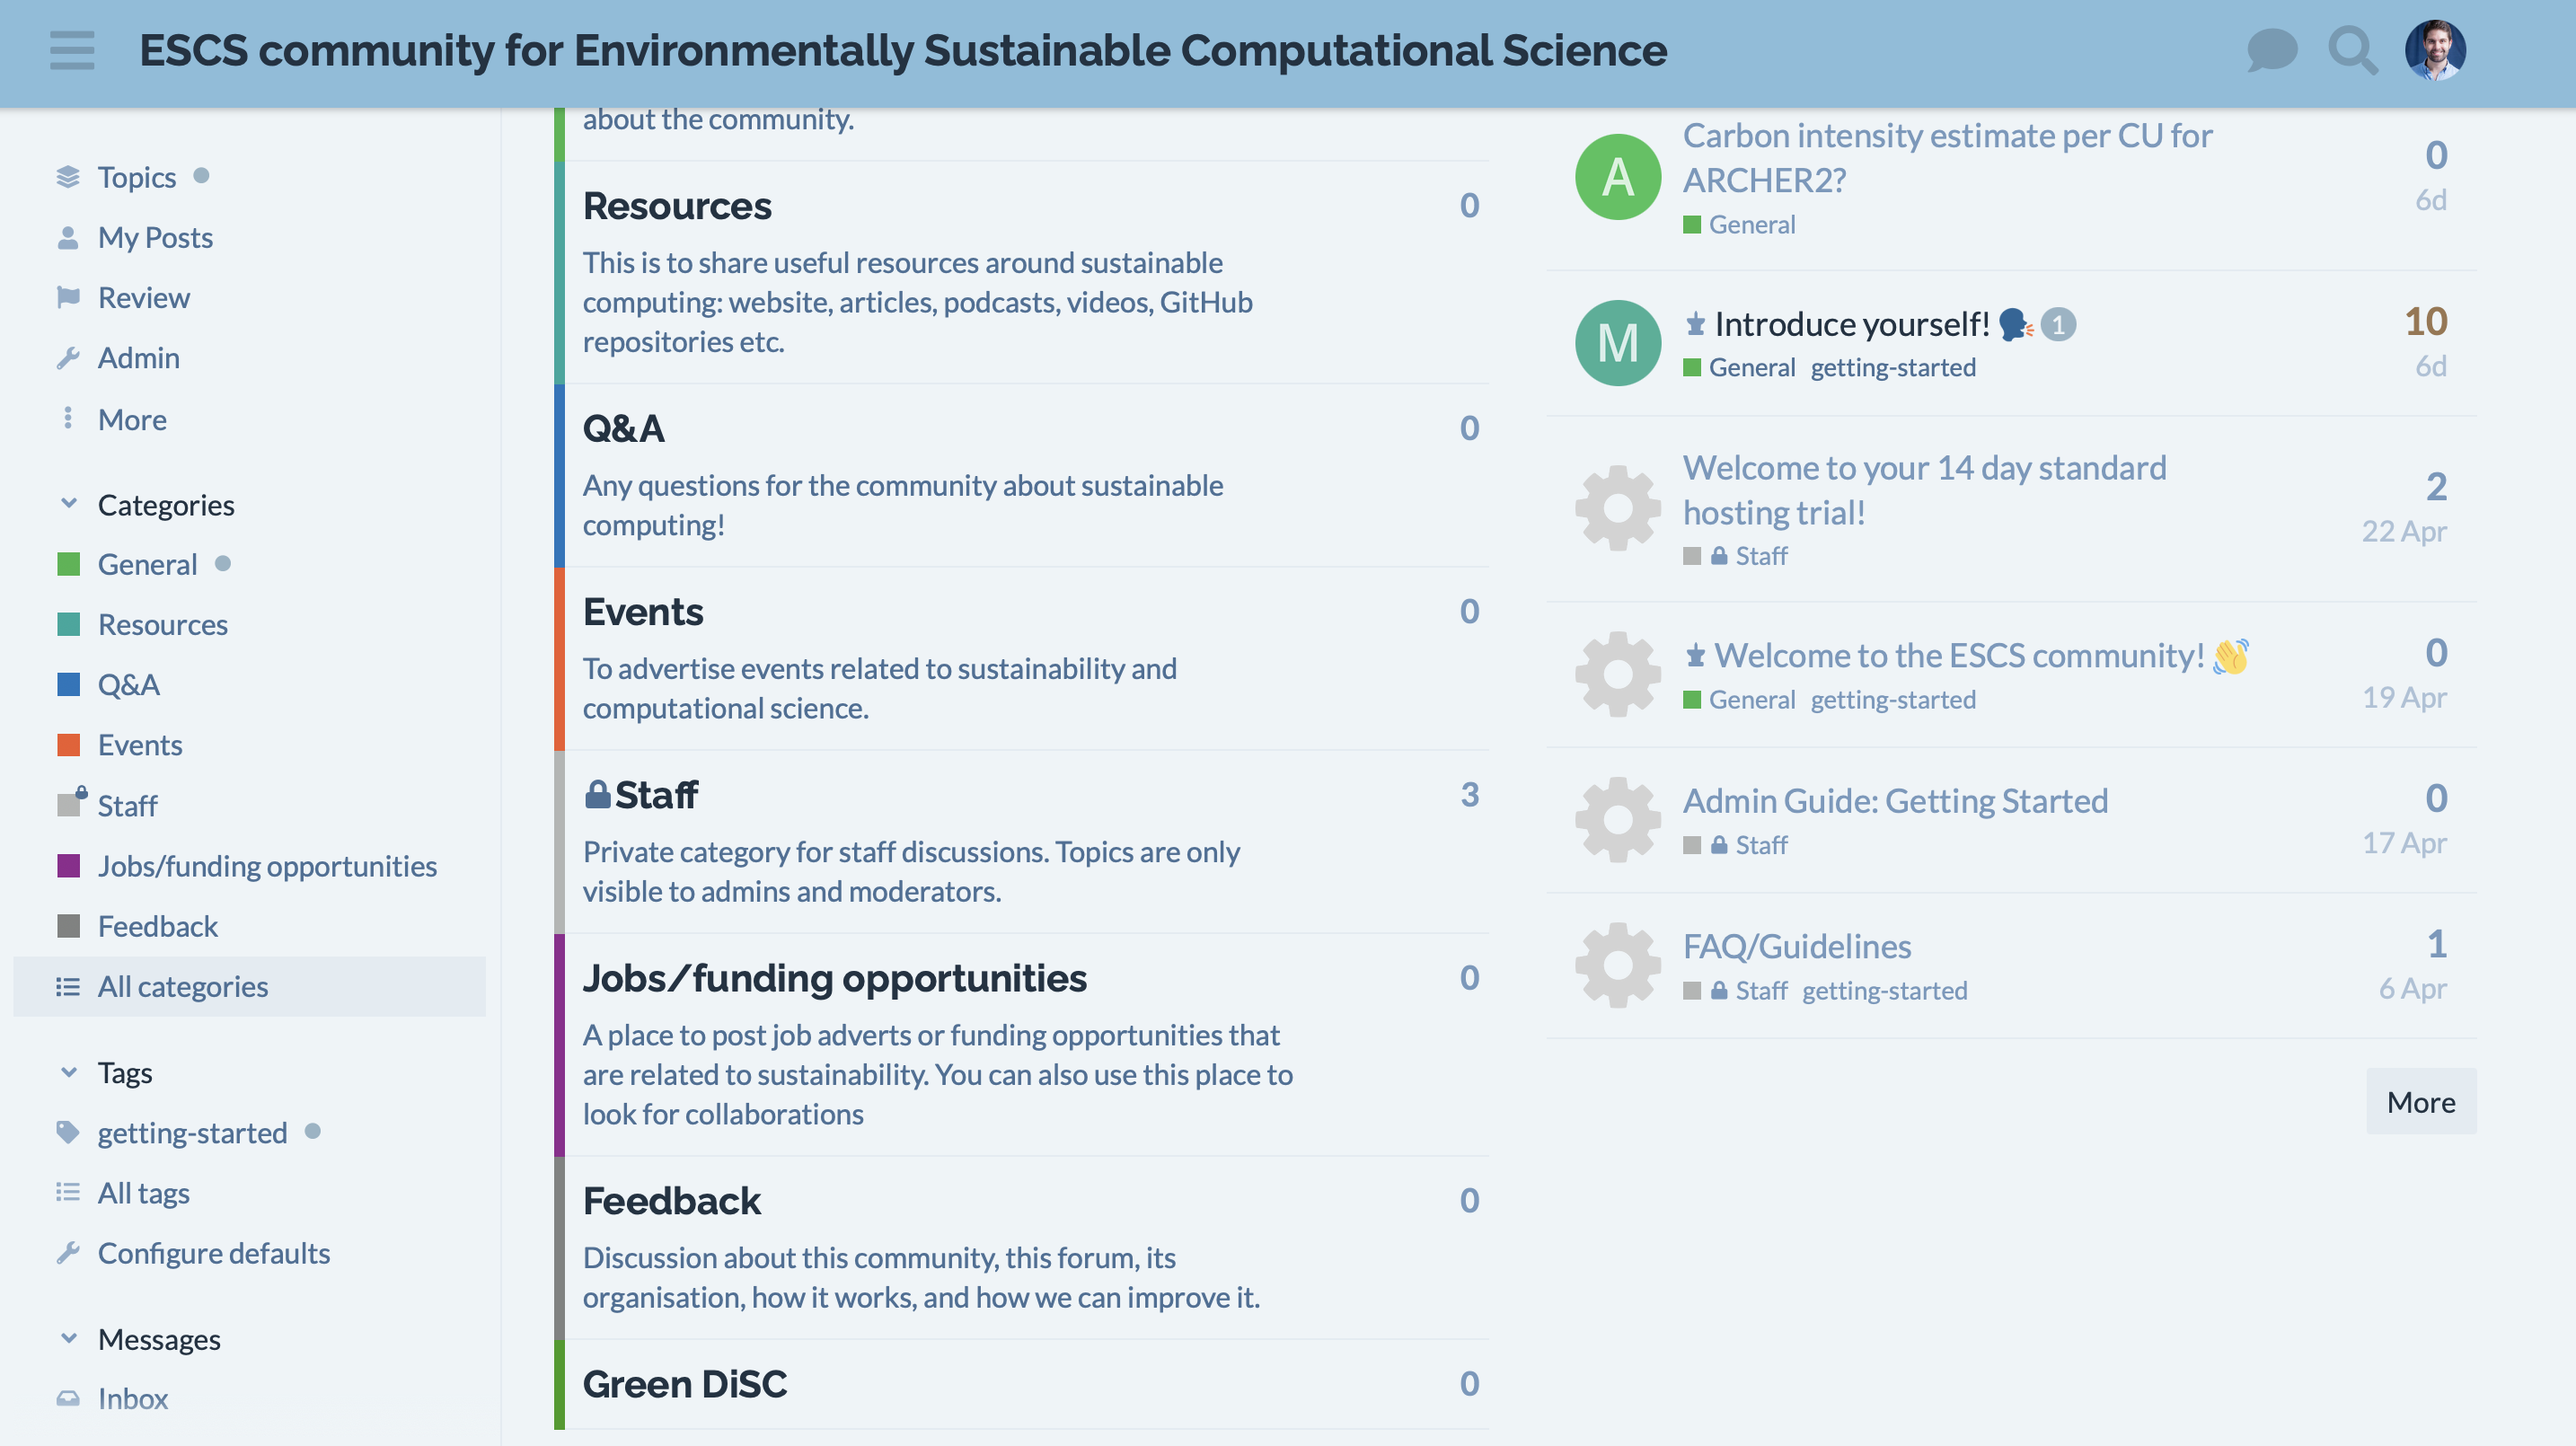 ESCS community for Environmentally Sustainable Computational Science
Topics
My Posts
Review
Admin
More
Categories
General
Resources
Q&A
Events
Staff
Jobs/funding opportunities
Feedback
All categories
Tags
getting-started
All tags
Configure defaults
Messages
Inbox
about the community.
Resources 0
This is to share useful resources around sustainable
computing: website, articles, podcasts, videos, GitHub
repositories etc.
Q&A 0
Any questions for the community about sustainable
computing!
Events 0
To advertise events related to sustainability and
computational science.
Staff 3
Private category for staff discussions. Topics are only
visible to admins and moderators.
Jobs/funding opportunities 0
A place to post job adverts or funding opportunities that
are related to sustainability. You can also use this place to
look for collaborations
Feedback 0
Discussion about this community, this forum, its
organisation, how it works, and how we can improve it.
Green DiSC 0
A
Carbon intensity estimate per CU for
ARCHER2?
General
0
6d
M
Introduce yourself! 1
General getting-started
10
6d
Welcome to your 14 day standard
hosting trial!
Staff
2
22 Apr
Welcome to the ESCS community!
General getting-started
0
19 Apr
Admin Guide: Getting Started
Staff
0
17 Apr
FAQ/Guidelines
Staff getting-started
1
6 Apr
More